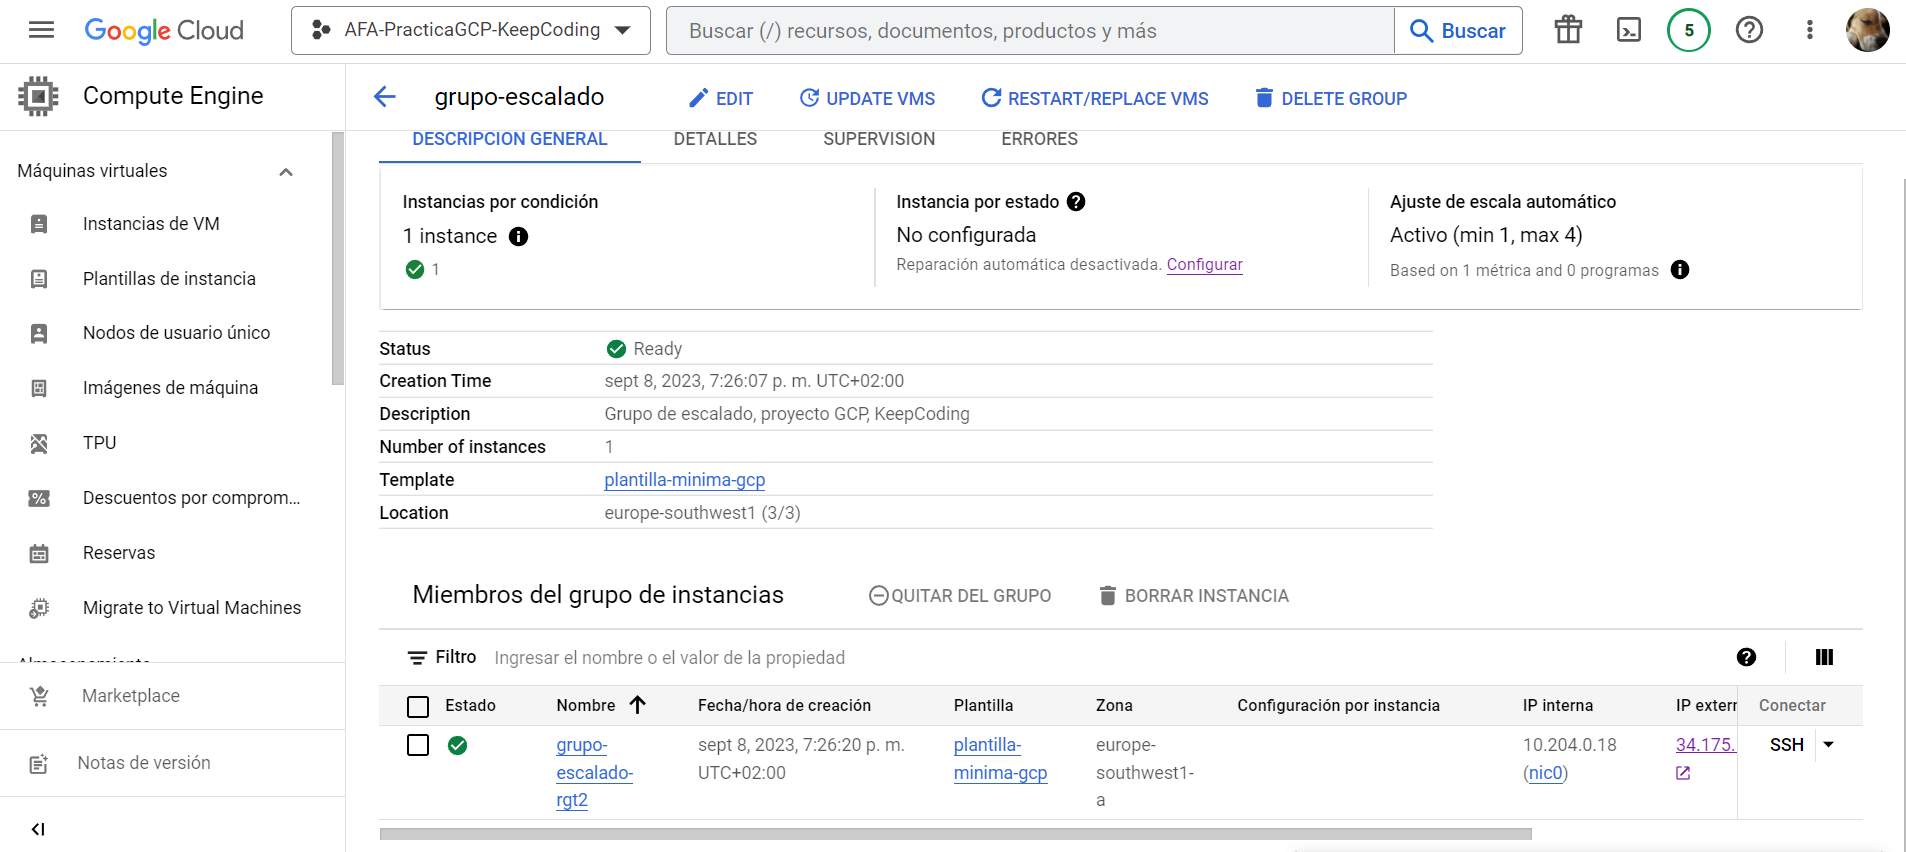 Google Cloud
AFA-PracticaGCP-KeepCoding
Buscar (/) recursos, documentos, productos y más
Buscar
5
Compute Engine
grupo-escalado
EDIT
UPDATE VMS
RESTART/REPLACE VMS
DELETE GROUP
DESCRIPCION GENERAL
DETALLES
SUPERVISION
ERRORES
Máquinas virtuales
Instancias de VM
Plantillas de instancia
Nodos de usuario único
Imágenes de máquina
TPU
Descuentos por comprom...
Reservas
Migrate to Virtual Machines
Almacenamiento
Marketplace
Notas de versión
Instancias por condición
1 instance
1
Instancia por estado
No configurada
Reparación automática desactivada. Configurar
Ajuste de escala automático
Activo (min 1, max 4)
Based on 1 métrica and 0 programas
Status Ready
Creation Time sept 8, 2023, 7:26:07 p. m. UTC+02:00
Description Grupo de escalado, proyecto GCP, KeepCoding
Number of instances 1
Template plantilla-minima-gcp
Location europe-southwest1 (3/3)
Miembros del grupo de instancias
QUITAR DEL GRUPO
BORRAR INSTANCIA
Filtro Ingresar el nombre o el valor de la propiedad
Estado Nombre Fecha/hora de creación Plantilla Zona Configuración por instancia IP interna IP extern Conectar
grupo- sept 8, 2023, 7:26:20 p. m. plantilla- europe- 10.204.0.18 34.175. SSH
escalado- UTC+02:00 minima-gcp southwest1- (nic0)
rgt2 a